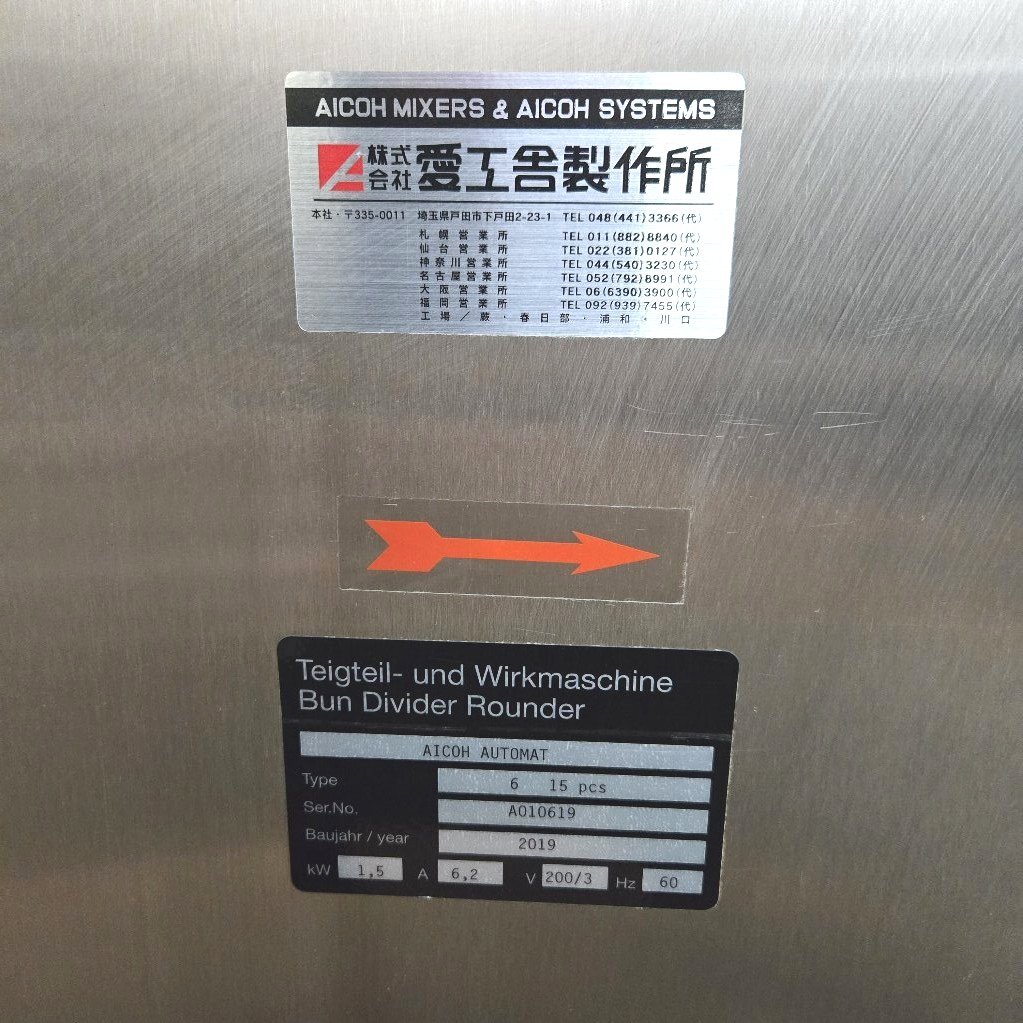 AICOH MIXERS & AICOH SYSTEMS
株式会社 愛工舎製作所
本社・〒335-0011 埼玉県戸田市下戸田2-23-1 TEL 048(441)3366(代)
札幌営業所 TEL 011(882)8840(代)
仙台営業所 TEL 022(381)0127(代)
神奈川営業所 TEL 044(540)3230(代)
名古屋営業所 TEL 052(792)8991(代)
大阪営業所 TEL 06(6390)3900(代)
福岡営業所 TEL 092(939)7455(代)
工場／蕨・春日部・浦和・川口
Teigteil- und Wirkmaschine
Bun Divider Rounder
AICOH AUTOMAT
Type 6 15 pcs
Ser.No. A010619
Baujahr / year 2019
kW 1,5 A 6,2 V 200/3 Hz 60